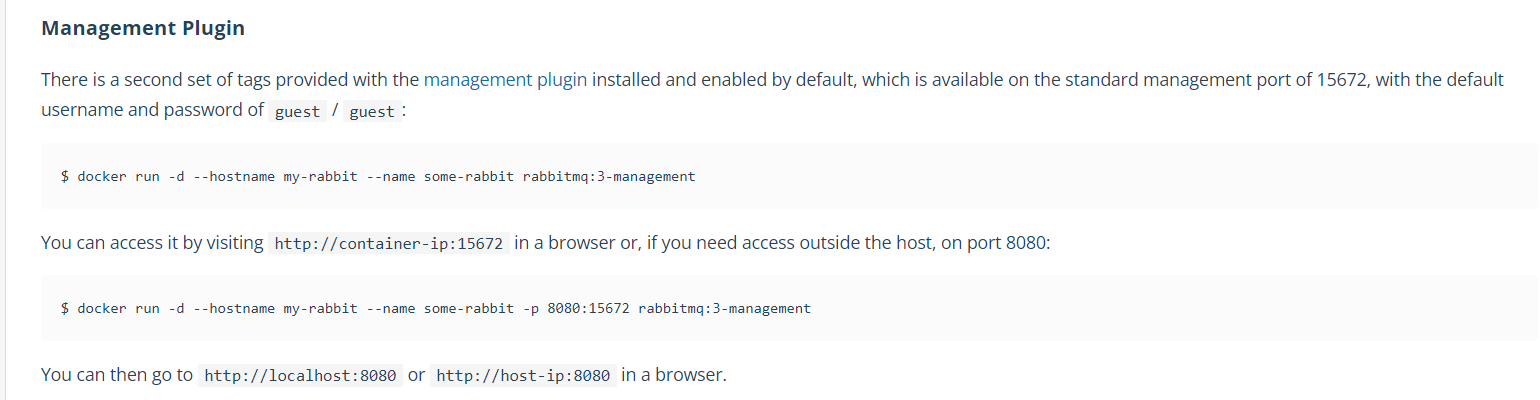 Management Plugin
There is a second set of tags provided with the management plugin installed and enabled by default, which is available on the standard management port of 15672, with the default
username and password of guest / guest :
$ docker run -d --hostname my-rabbit --name some-rabbit rabbitmq:3-management
You can access it by visiting http://container-ip:15672 in a browser or, if you need access outside the host, on port 8080:
$ docker run -d --hostname my-rabbit --name some-rabbit -p 8080:15672 rabbitmq:3-management
You can then go to http://localhost:8080 or http://host-ip:8080 in a browser.